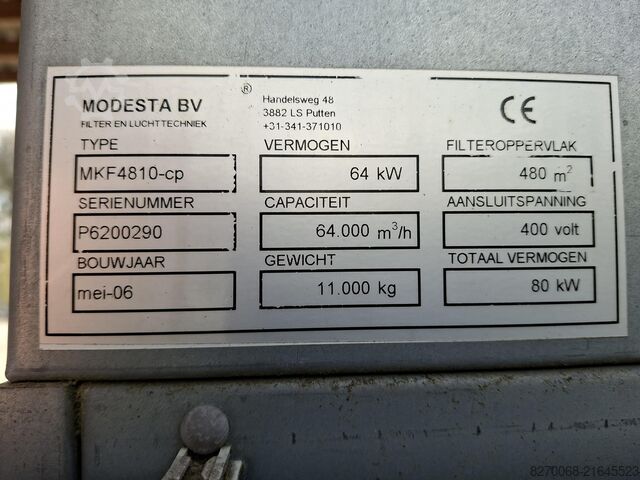 MODESTA BV ®
FILTER EN LUCHTTECHNIEK
Handelsweg 48
3882 LS Putten
+31-341-371010
CE
TYPE
MKF4810-cp
VERMOGEN
64 kW
FILTEROPPERVLAK
480 m²
SERIENUMMER
P6200290
CAPACITEIT
64.000 m³/h
AANSLUITSPANNING
400 volt
BOUWJAAR
mei-06
GEWICHT
11.000 kg
TOTAAL VERMOGEN
80 kW
8270068-21645523